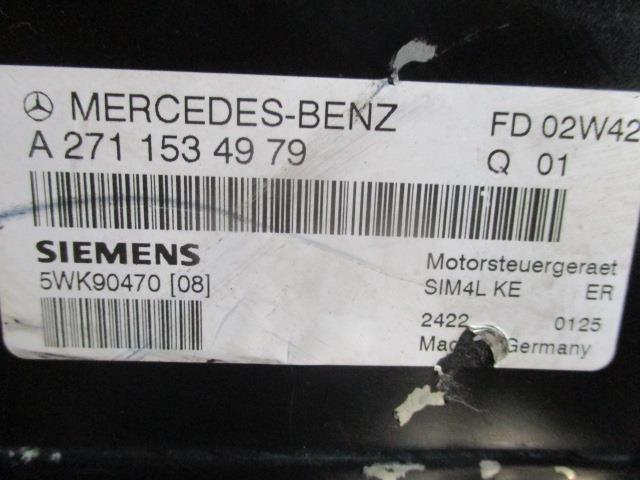 MERCEDES-BENZ FD 02W42
A 271 153 49 79 Q 01
SIEMENS Motorsteuergeraet
5WK90470 [08] SIM4L KE ER
2422 0125
Germany